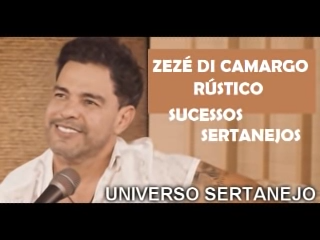 ZEZÉ DI CAMARGO
RÚSTICO
SUCESSOS
SERTANEJOS
UNIVERSO SERTANEJO